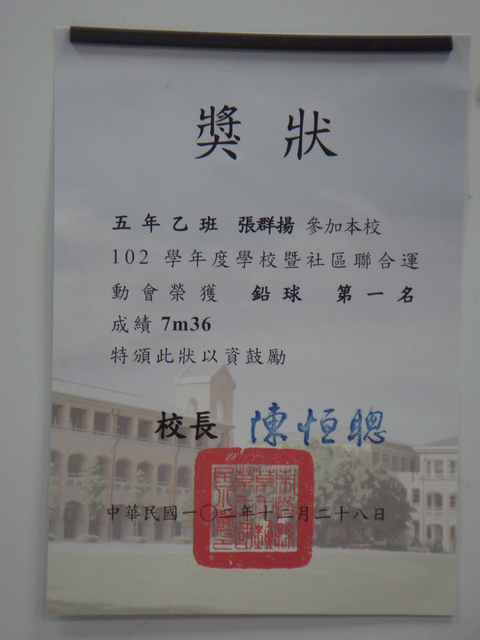 獎狀
五年乙班 張群揚 參加本校
102 學年度學校暨社區聯合運
動會榮獲 鉛球 第一名
成績 7m36
特頒此狀以資鼓勵
校長 陳恒聰
中華民國一〇二年十二月二十八日